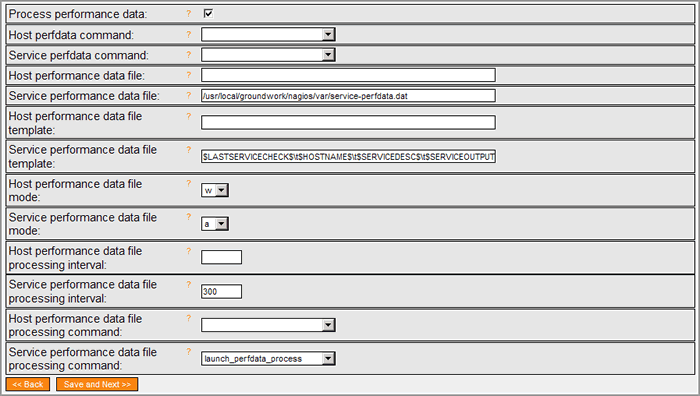 Process performance data: ?
Host perfdata command: ?
Service perfdata command: ?
Host performance data file: ?
Service performance data file: ? /usr/local/groundwork/nagios/var/service-perfdata.dat
Host performance data file ?
template:
Service performance data file ?
template: $LASTSERVICECHECK$\t$HOSTNAME$\t$SERVICEDESC$\t$SERVICEOUTPUT
Host performance data file ?
mode: w
Service performance data file ?
mode: a
Host performance data file ?
processing interval:
Service performance data file ?
processing interval: 300
Host performance data file ?
processing command:
Service performance data file ?
processing command: launch_perfdata_process
<< Back Save and Next >>